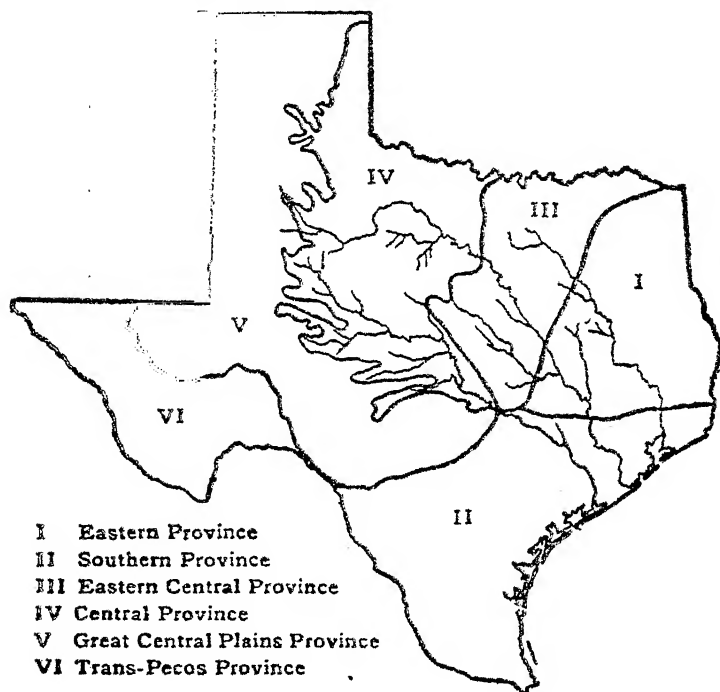 IV
III
I
V
VI
II
I Eastern Province
II Southern Province
III Eastern Central Province
IV Central Province
V Great Central Plains Province
VI Trans-Pecos Province